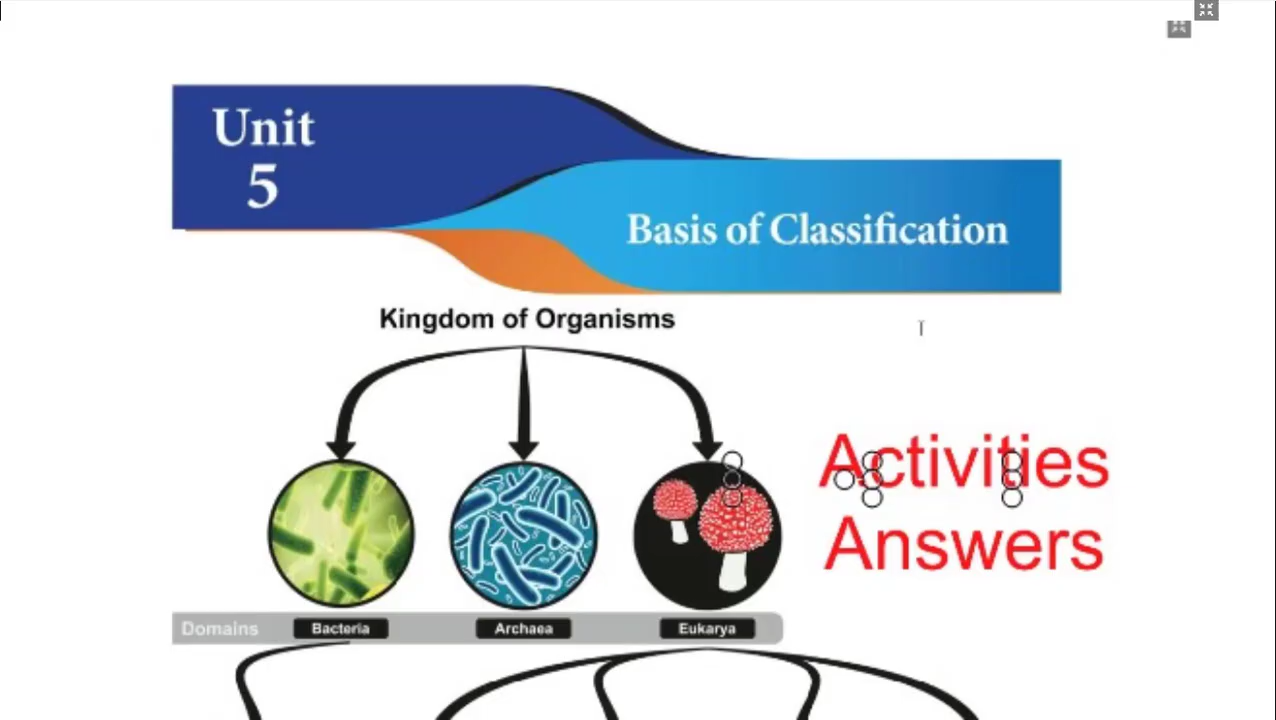 Unit
5
Basis of Classification
Kingdom of Organisms
Activities
Answers
Domains Bacteria Archaea Eukarya